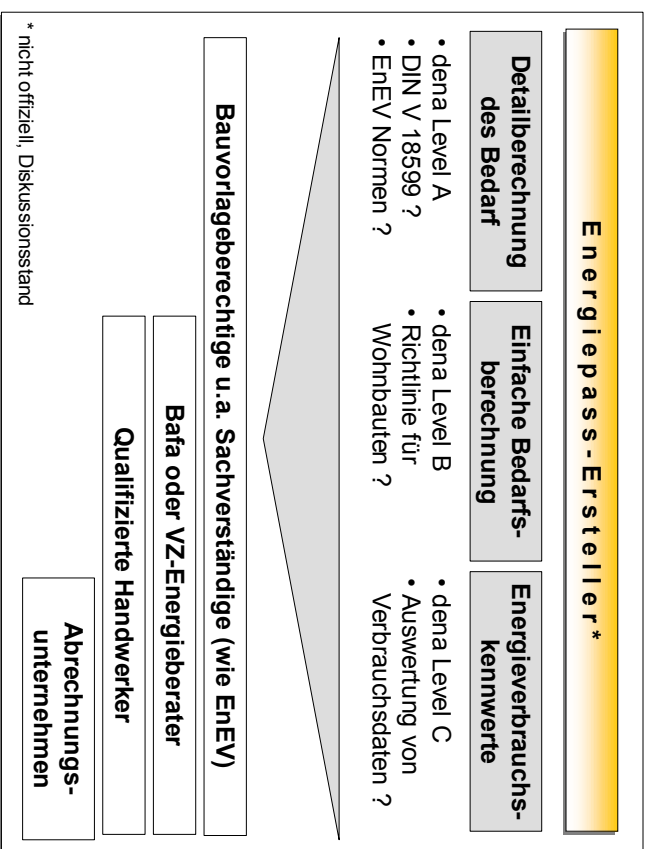 Energiepass-Ersteller*
Detailberechnung
des Bedarf
• dena Level A
• DIN V 18599 ?
• EnEV Normen ?
Einfache Bedarfs-
berechnung
• dena Level B
• Richtlinie für
Wohnbauten ?
Energieverbrauchs-
kennwerte
• dena Level C
• Auswertung von
Verbrauchsdaten ?
Bauvorlageberechtige u.a. Sachverständige (wie EnEV)
Bafa oder VZ-Energieberater
Qualifizierte Handwerker
Abrechnungs-
unternehmen
* nicht offiziell, Diskussionsstand